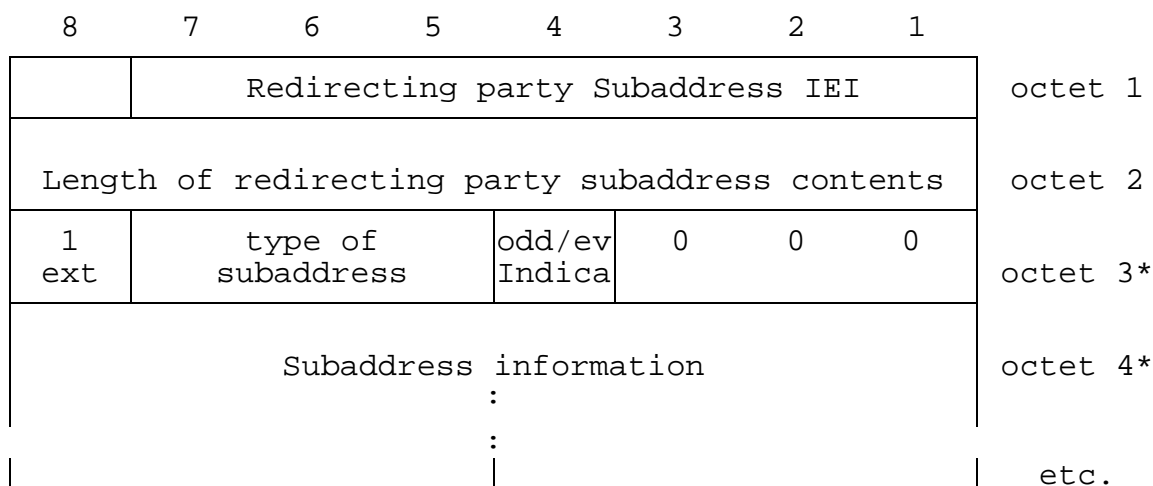 8 7 6 5 4 3 2 1
Redirecting party Subaddress IEI octet 1
Length of redirecting party subaddress contents octet 2
1 type of odd/ev 0 0 0
ext subaddress Indica octet 3*
Subaddress information octet 4*
:
:
etc.